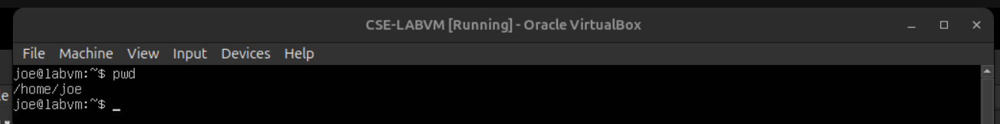 CSE-LABVM [Running] - Oracle VirtualBox
File Machine View Input Devices Help
joe@labvm:~$ pwd
/home/joe
joe@labvm:~$ _